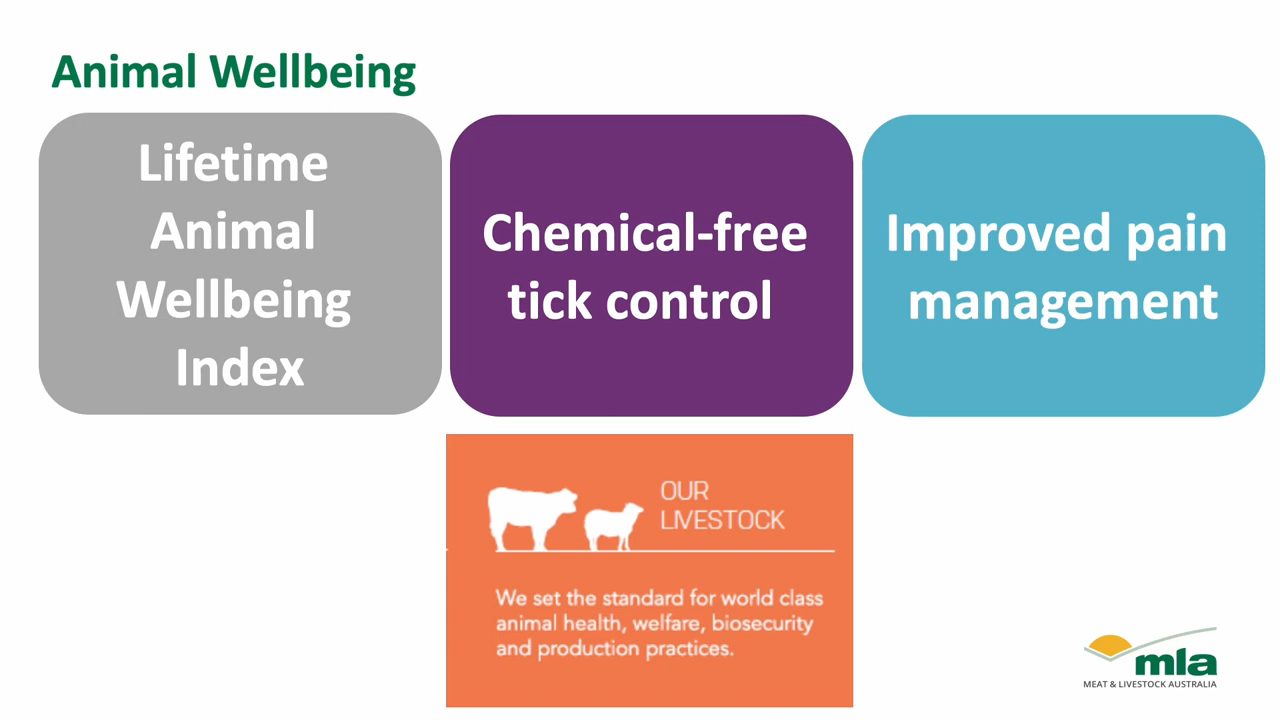 Animal Wellbeing
Lifetime
Animal
Wellbeing
Index
Chemical-free
tick control
Improved pain
management
OUR
LIVESTOCK
We set the standard for world class
animal health, welfare, biosecurity
and production practices.
mla
MEAT & LIVESTOCK AUSTRALIA